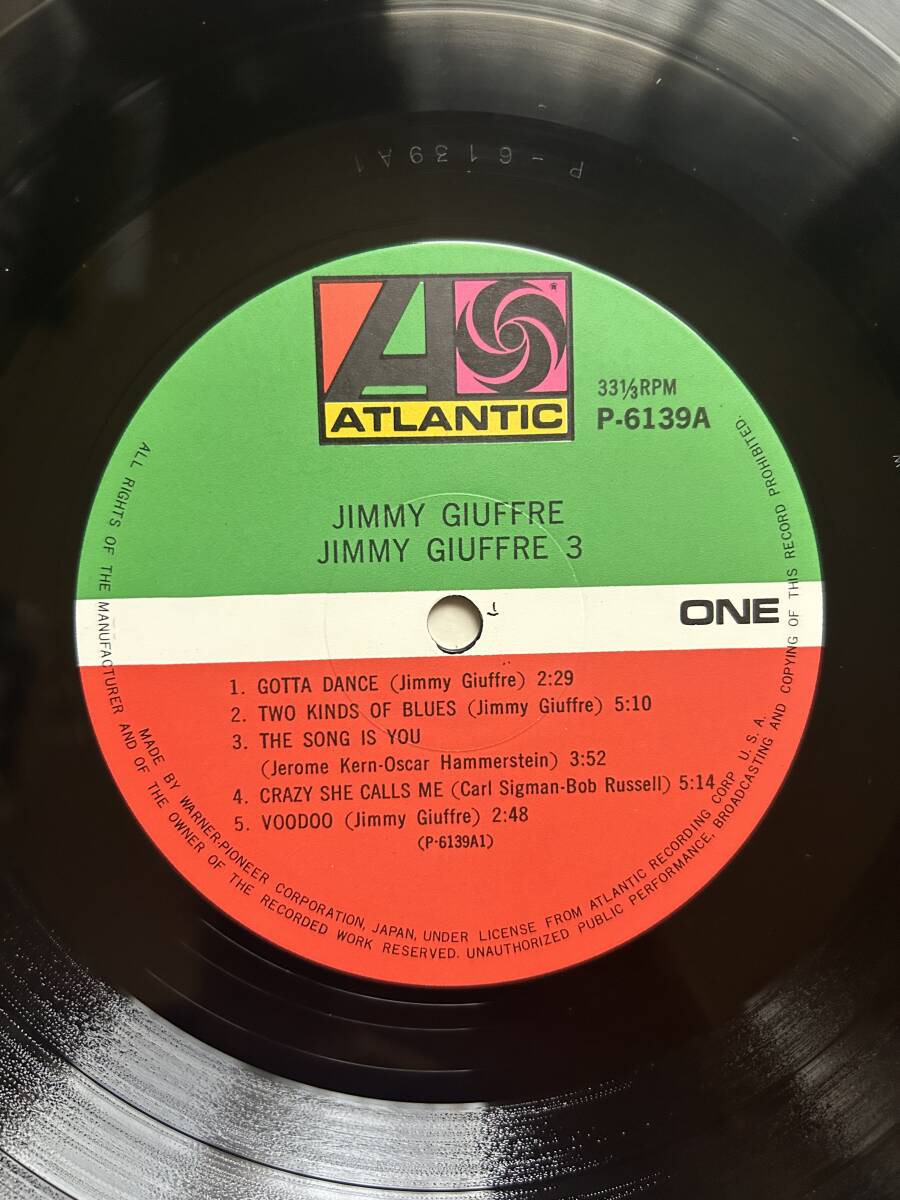 P-6139A1
ATLANTIC
®
33⅓RPM
P-6139A
JIMMY GIUFFRE
JIMMY GIUFFRE 3
ONE
1. GOTTA DANCE (Jimmy Giuffre) 2:29
2. TWO KINDS OF BLUES (Jimmy Giuffre) 5:10
3. THE SONG IS YOU
(Jerome Kern-Oscar Hammerstein) 3:52
4. CRAZY SHE CALLS ME (Carl Sigman-Bob Russell) 5:14
5. VOODOO (Jimmy Giuffre) 2:48
(P-6139A1)
MADE BY WARNER-PIONEER CORPORATION, JAPAN, UNDER LICENSE FROM ATLANTIC RECORDING CORP U. S. A.
ALL RIGHTS OF THE MANUFACTURER AND OF THE OWNER OF THE RECORDED WORK RESERVED. UNAUTHORIZED PUBLIC PERFORMANCE, BROADCASTING AND COPYING OF THIS RECORD PROHIBITED.